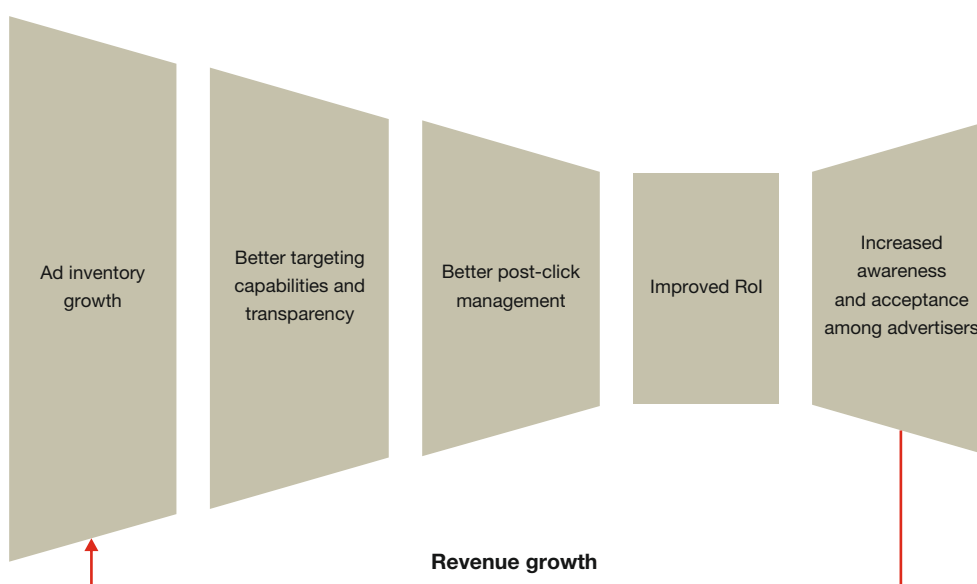 Ad inventory
growth
Better targeting
capabilities and
transparency
Better post-click
management
Improved RoI
Increased
awareness
and acceptance
among advertisers
Revenue growth